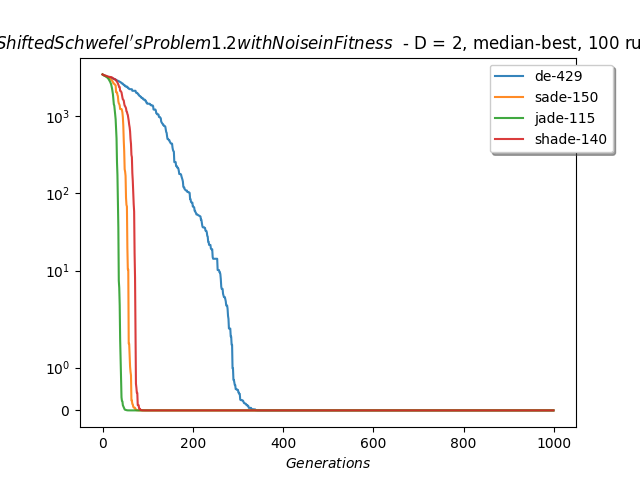 ShiftedSchwefel'sProblem1.2withNoiseinFitness - D = 2, median-best, 100 ru
de-429
sade-150
jade-115
shade-140
10³
10²
10¹
10⁰
0
0 200 400 600 800 1000
Generations